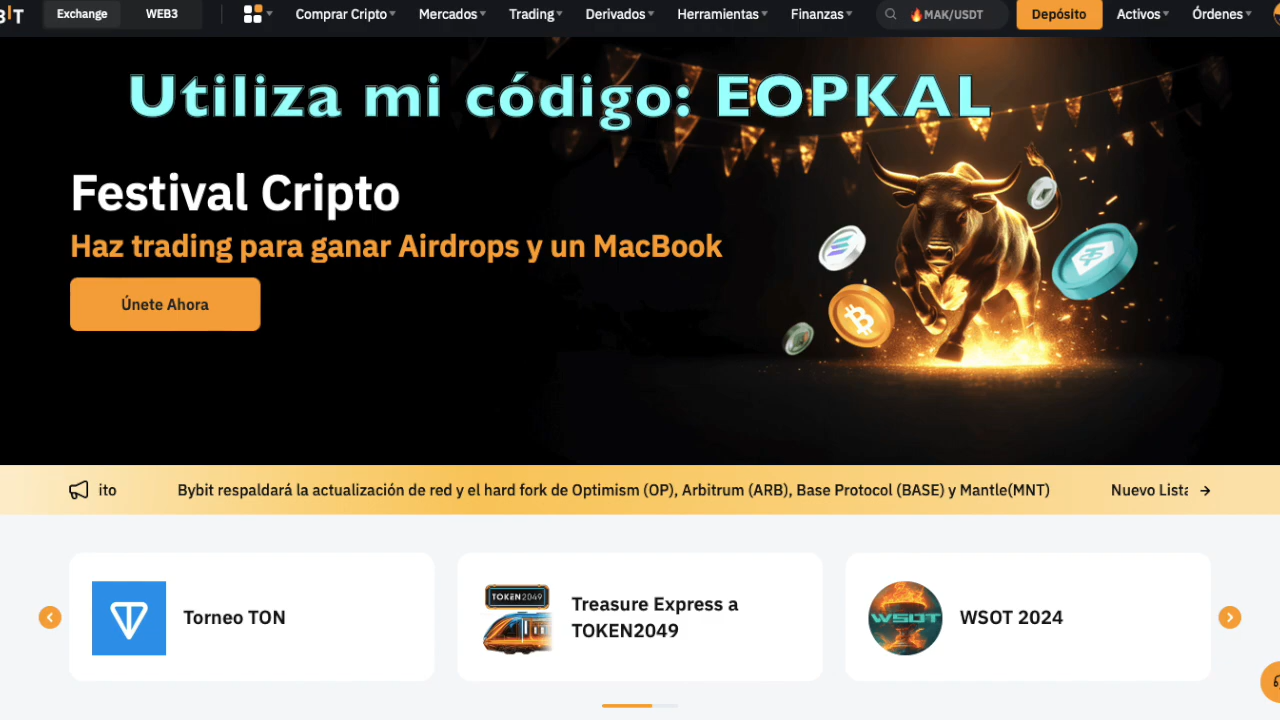 BIT
Exchange
WEB3
Comprar Cripto
Mercados
Trading
Derivados
Herramientas
Finanzas
MAK/USDT
Depósito
Activos
Órdenes
Utiliza mi código: EOPKAL
Festival Cripto
Haz trading para ganar Airdrops y un MacBook
Únete Ahora
ito
Bybit respaldará la actualización de red y el hard fork de Optimism (OP), Arbitrum (ARB), Base Protocol (BASE) y Mantle(MNT)
Nuevo Lista
Torneo TON
TOKEN2049
Treasure Express a
TOKEN2049
WSOT
WSOT 2024